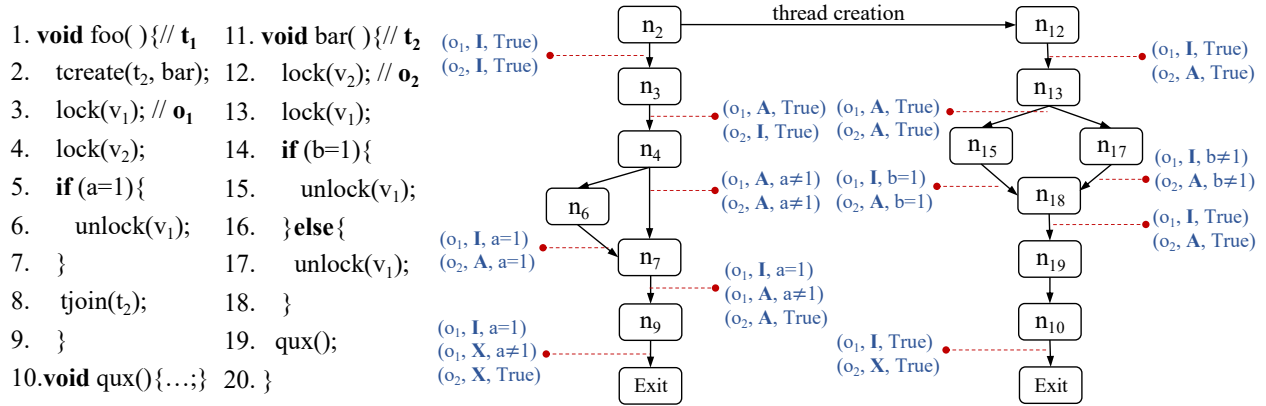 1. void foo( ){// t₁
2. tcreate(t₂, bar);
3. lock(v₁); // o₁
4. lock(v₂);
5. if (a=1){
6. unlock(v₁);
7. }
8. tjoin(t₂);
9. }
10.void qux(){…;}
11. void bar( ){// t₂
12. lock(v₂); // o₂
13. lock(v₁);
14. if (b=1){
15. unlock(v₁);
16. }else{
17. unlock(v₁);
18. }
19. qux();
20. }
thread creation
n₂
(o₁, I, True)
(o₂, I, True)
n₃
(o₁, A, True)
(o₂, I, True)
n₄
(o₁, A, a≠1)
(o₂, A, a≠1)
n₆
(o₁, I, a=1)
(o₂, A, a=1)
n₇
(o₁, I, a=1)
(o₁, A, a≠1)
(o₂, A, True)
n₉
(o₁, I, a=1)
(o₁, X, a≠1)
(o₂, X, True)
Exit
n₁₂
(o₁, I, True)
(o₂, A, True)
n₁₃
(o₁, A, True)
(o₂, A, True)
n₁₅
n₁₇
(o₁, I, b=1)
(o₂, A, b=1)
(o₁, I, b≠1)
(o₂, A, b≠1)
n₁₈
(o₁, I, True)
(o₂, A, True)
n₁₉
n₁₀
(o₁, I, True)
(o₂, X, True)
Exit